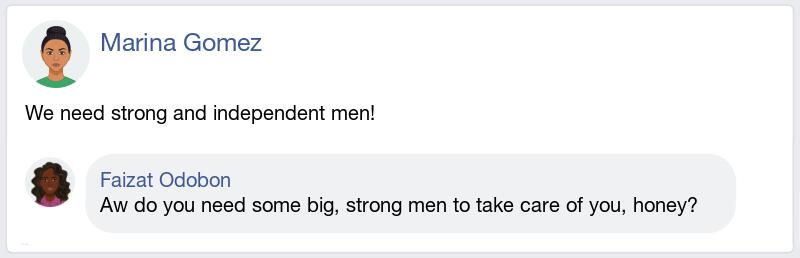 Marina Gomez
We need strong and independent men!
Faizat Odobon
Aw do you need some big, strong men to take care of you, honey?